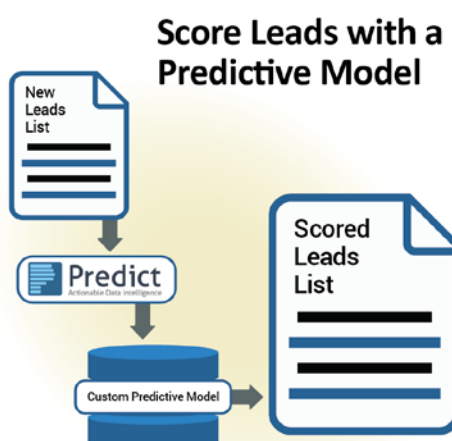 Score Leads with a
Predictive Model
New
Leads
List
Predict
Actionable Data Intelligence
Custom Predictive Model
Scored
Leads
List